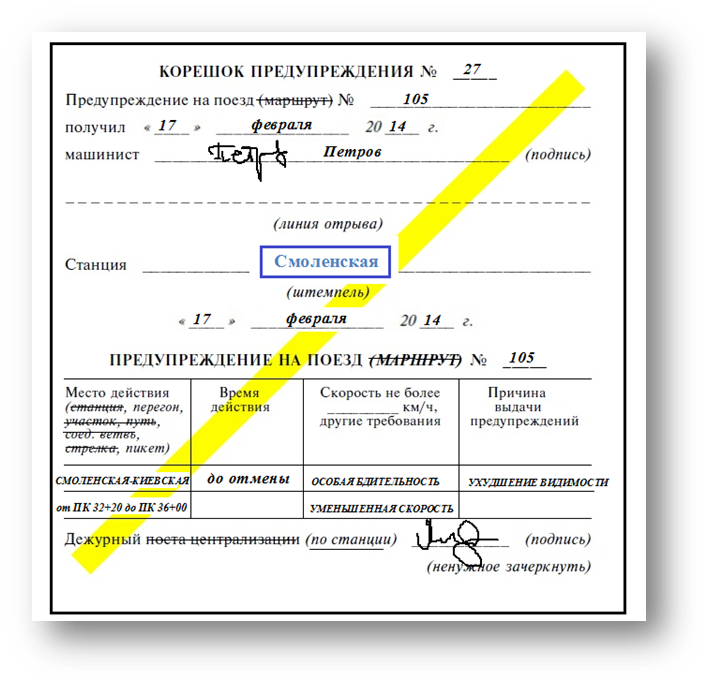 КОРЕШОК ПРЕДУПРЕЖДЕНИЯ № 27
Предупреждение на поезд (маршрут) № 105
получил « 17 » февраля 20 14 г.
машинист Петров (подпись)
(линия отрыва)
Станция Смоленская
(штемпель)
« 17 » февраля 20 14 г.
ПРЕДУПРЕЖДЕНИЕ НА ПОЕЗД (МАРШРУТ) № 105
Место действия (станция, перегон, участок, путь, соед. ветвь, стрелка, пикет)
Время действия
Скорость не более ________ км/ч, другие требования
Причина выдачи предупреждений
СМОЛЕНСКАЯ-КИЕВСКАЯ до отмены ОСОБАЯ БДИТЕЛЬНОСТЬ УХУДШЕНИЕ ВИДИМОСТИ
от ПК 32+20 до ПК 36+00 УМЕНЬШЕННАЯ СКОРОСТЬ
Дежурный поста централизации (по станции) (подпись)
(ненужное зачеркнуть)